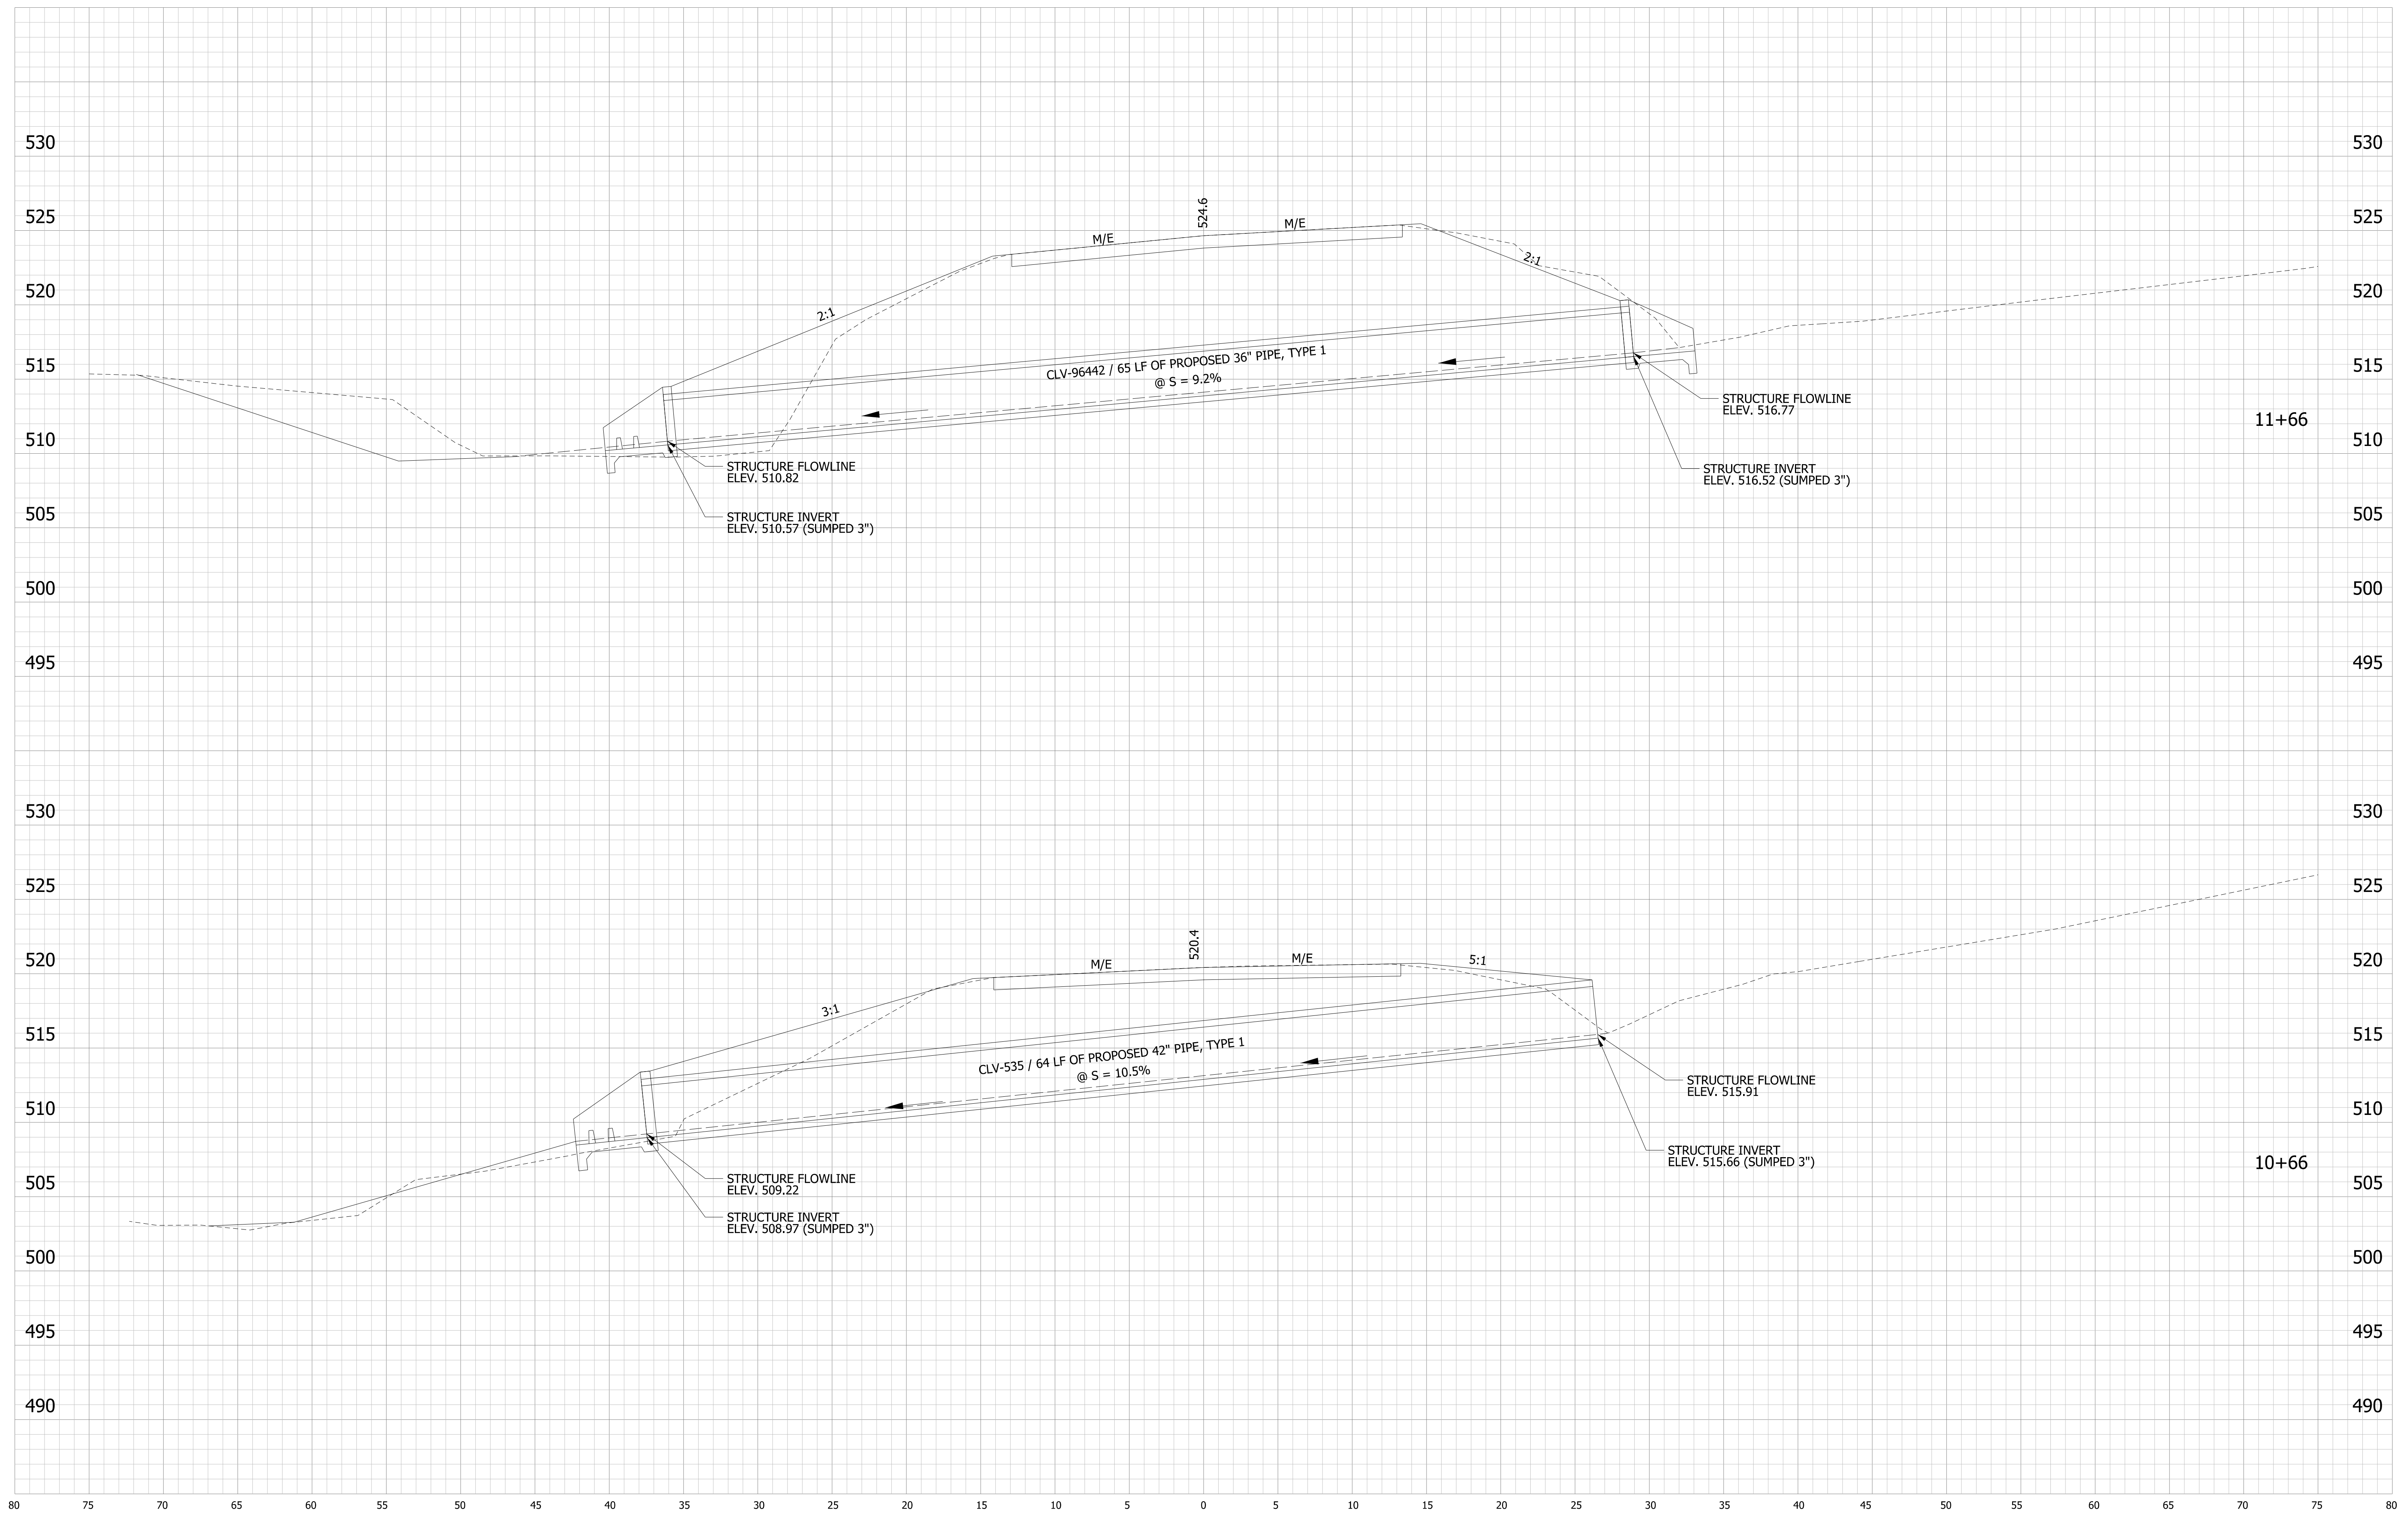 530 530
524.6
525 525
M/E M/E
2:1
520 520
2:1
515 515
CLV-96442 / 65 LF OF PROPOSED 36" PIPE, TYPE 1
@ S = 9.2%
STRUCTURE FLOWLINE
ELEV. 516.77
11+66
510 510
STRUCTURE FLOWLINE
ELEV. 510.82
STRUCTURE INVERT
ELEV. 516.52 (SUMPED 3")
505 505
STRUCTURE INVERT
ELEV. 510.57 (SUMPED 3")
500 500
495 495
530 530
525 525
520.4
520 520
M/E M/E 5:1
3:1
515 515
CLV-535 / 64 LF OF PROPOSED 42" PIPE, TYPE 1
@ S = 10.5%
STRUCTURE FLOWLINE
ELEV. 515.91
510 510
STRUCTURE INVERT
ELEV. 515.66 (SUMPED 3")
10+66
STRUCTURE FLOWLINE
ELEV. 509.22
505 505
STRUCTURE INVERT
ELEV. 508.97 (SUMPED 3")
500 500
495 495
490 490
80 75 70 65 60 55 50 45 40 35 30 25 20 15 10 5 0 5 10 15 20 25 30 35 40 45 50 55 60 65 70 75 80